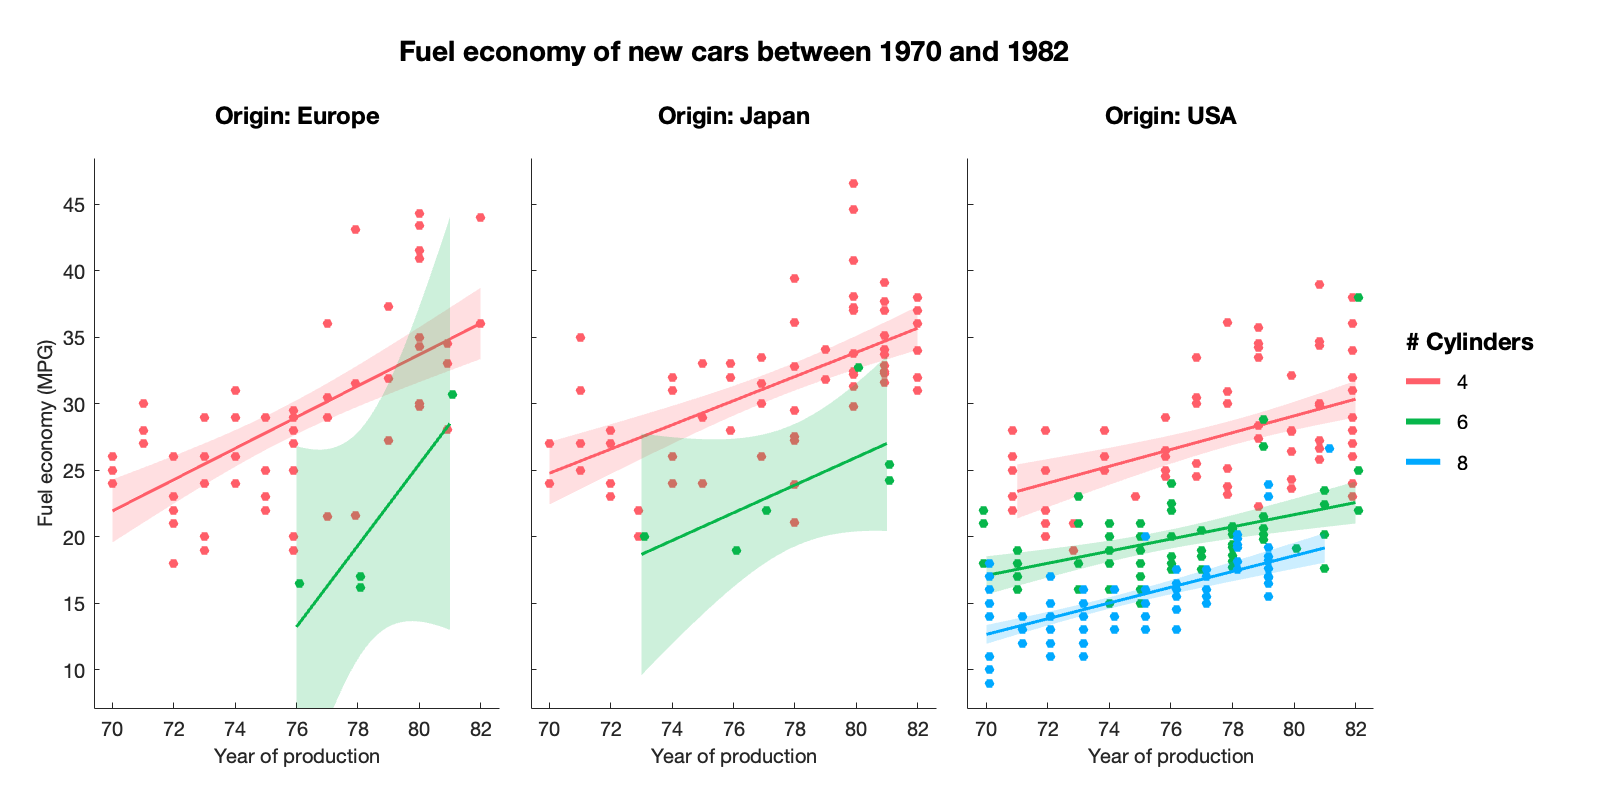 Fuel economy of new cars between 1970 and 1982
Origin: Europe
Origin: Japan
Origin: USA
Fuel economy (MPG)
45
40
35
30
25
20
15
10
70 72 74 76 78 80 82
70 72 74 76 78 80 82
70 72 74 76 78 80 82
Year of production
Year of production
Year of production
# Cylinders
4
6
8